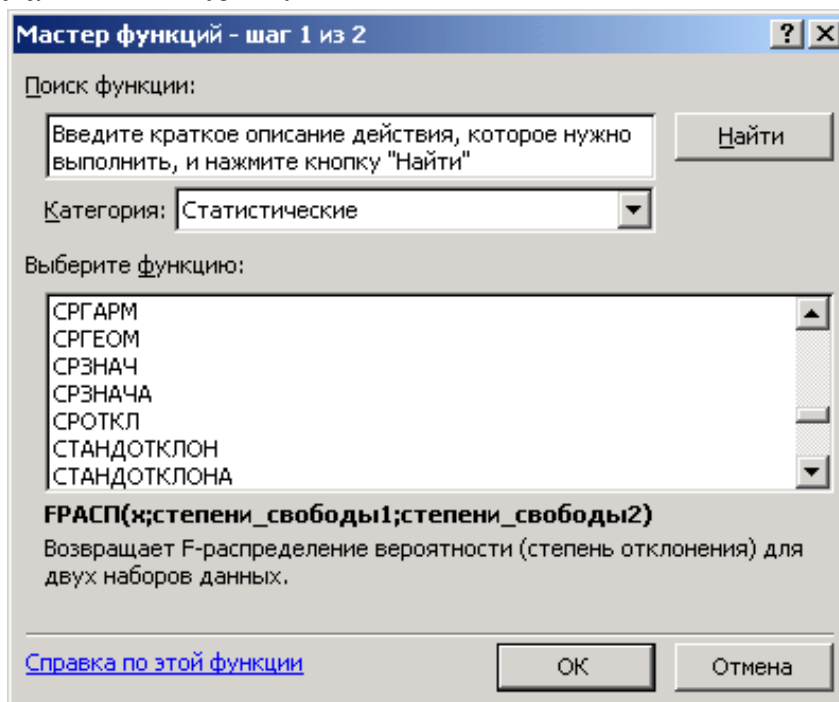 Мастер функций - шаг 1 из 2
Поиск функции:
Введите краткое описание действия, которое нужно
выполнить, и нажмите кнопку "Найти"
Найти
Категория: Статистические
Выберите функцию:
СРГАРМ
СРГЕОМ
СРЗНАЧ
СРЗНАЧА
СРОТКЛ
СТАНДОТКЛОН
СТАНДОТКЛОНА
FРАСП(x;степени_свободы1;степени_свободы2)
Возвращает F-распределение вероятности (степень отклонения) для
двух наборов данных.
Справка по этой функции
ОК
Отмена